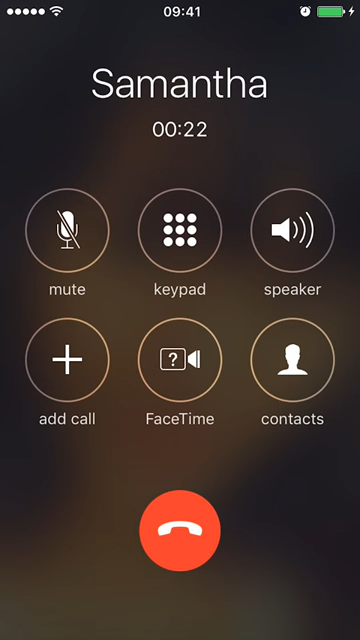 09:41
Samantha
00:22
mute
keypad
speaker
?
add call
FaceTime
contacts